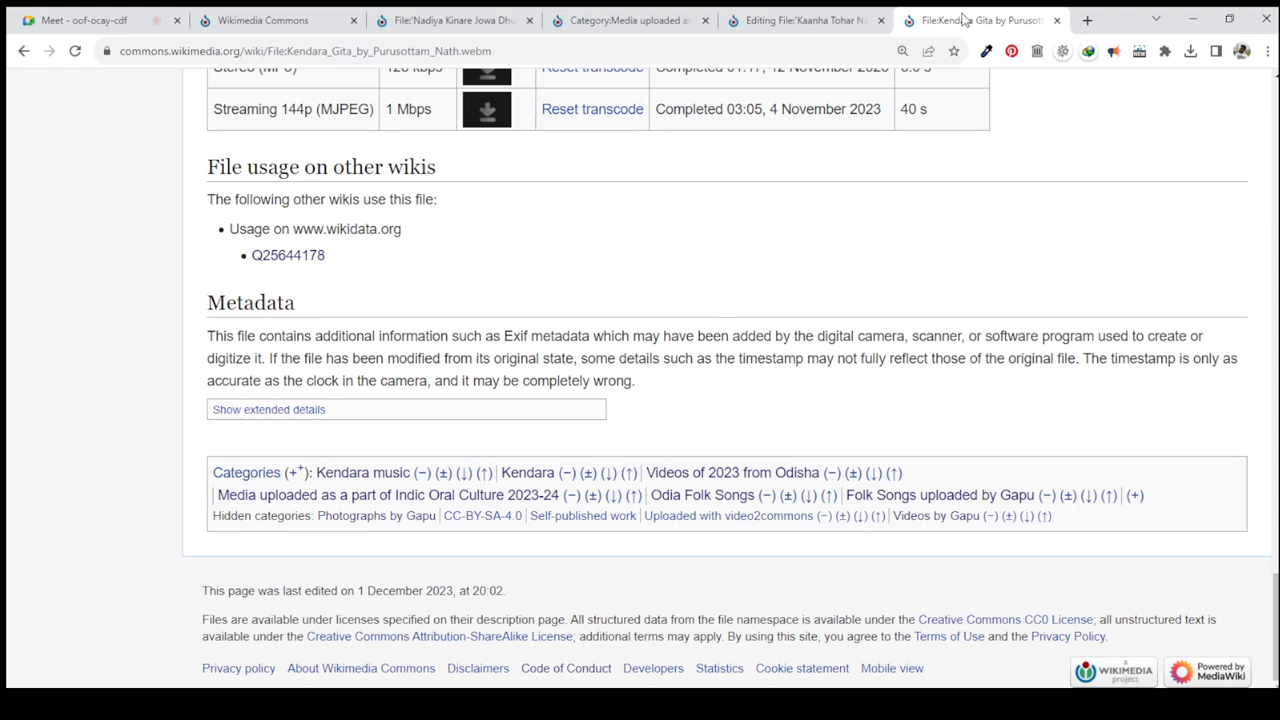 Meet - oof-ocay-cdf
Wikimedia Commons
File:'Nadiya Kinare Jowa Dhu
Category:Media uploaded as
Editing File:'Kaanha Tohar Na
File:Kendara Gita by Purusott
commons.wikimedia.org/wiki/File:Kendara_Gita_by_Purusottam_Nath.webm
Reset transcode
Streaming 144p (MJPEG) 1 Mbps Reset transcode Completed 03:05, 4 November 2023 40 s
File usage on other wikis
The following other wikis use this file:
• Usage on www.wikidata.org
• Q25644178
Metadata
This file contains additional information such as Exif metadata which may have been added by the digital camera, scanner, or software program used to create or
digitize it. If the file has been modified from its original state, some details such as the timestamp may not fully reflect those of the original file. The timestamp is only as
accurate as the clock in the camera, and it may be completely wrong.
Show extended details
Categories (+⁺): Kendara music (−) (±) (↓) (↑) | Kendara (−) (±) (↓) (↑) | Videos of 2023 from Odisha (−) (±) (↓) (↑)
| Media uploaded as a part of Indic Oral Culture 2023-24 (−) (±) (↓) (↑) | Odia Folk Songs (−) (±) (↓) (↑) | Folk Songs uploaded by Gapu (−) (±) (↓) (↑) | (+)
Hidden categories: Photographs by Gapu | CC-BY-SA-4.0 | Self-published work | Uploaded with video2commons (−) (±) (↓) (↑) | Videos by Gapu (−) (±) (↓) (↑)
This page was last edited on 1 December 2023, at 20:02.
Files are available under licenses specified on their description page. All structured data from the file namespace is available under the Creative Commons CC0 License; all unstructured text is
available under the Creative Commons Attribution-ShareAlike License; additional terms may apply. By using this site, you agree to the Terms of Use and the Privacy Policy.
Privacy policy About Wikimedia Commons Disclaimers Code of Conduct Developers Statistics Cookie statement Mobile view
a WIKIMEDIA project
Powered by MediaWiki